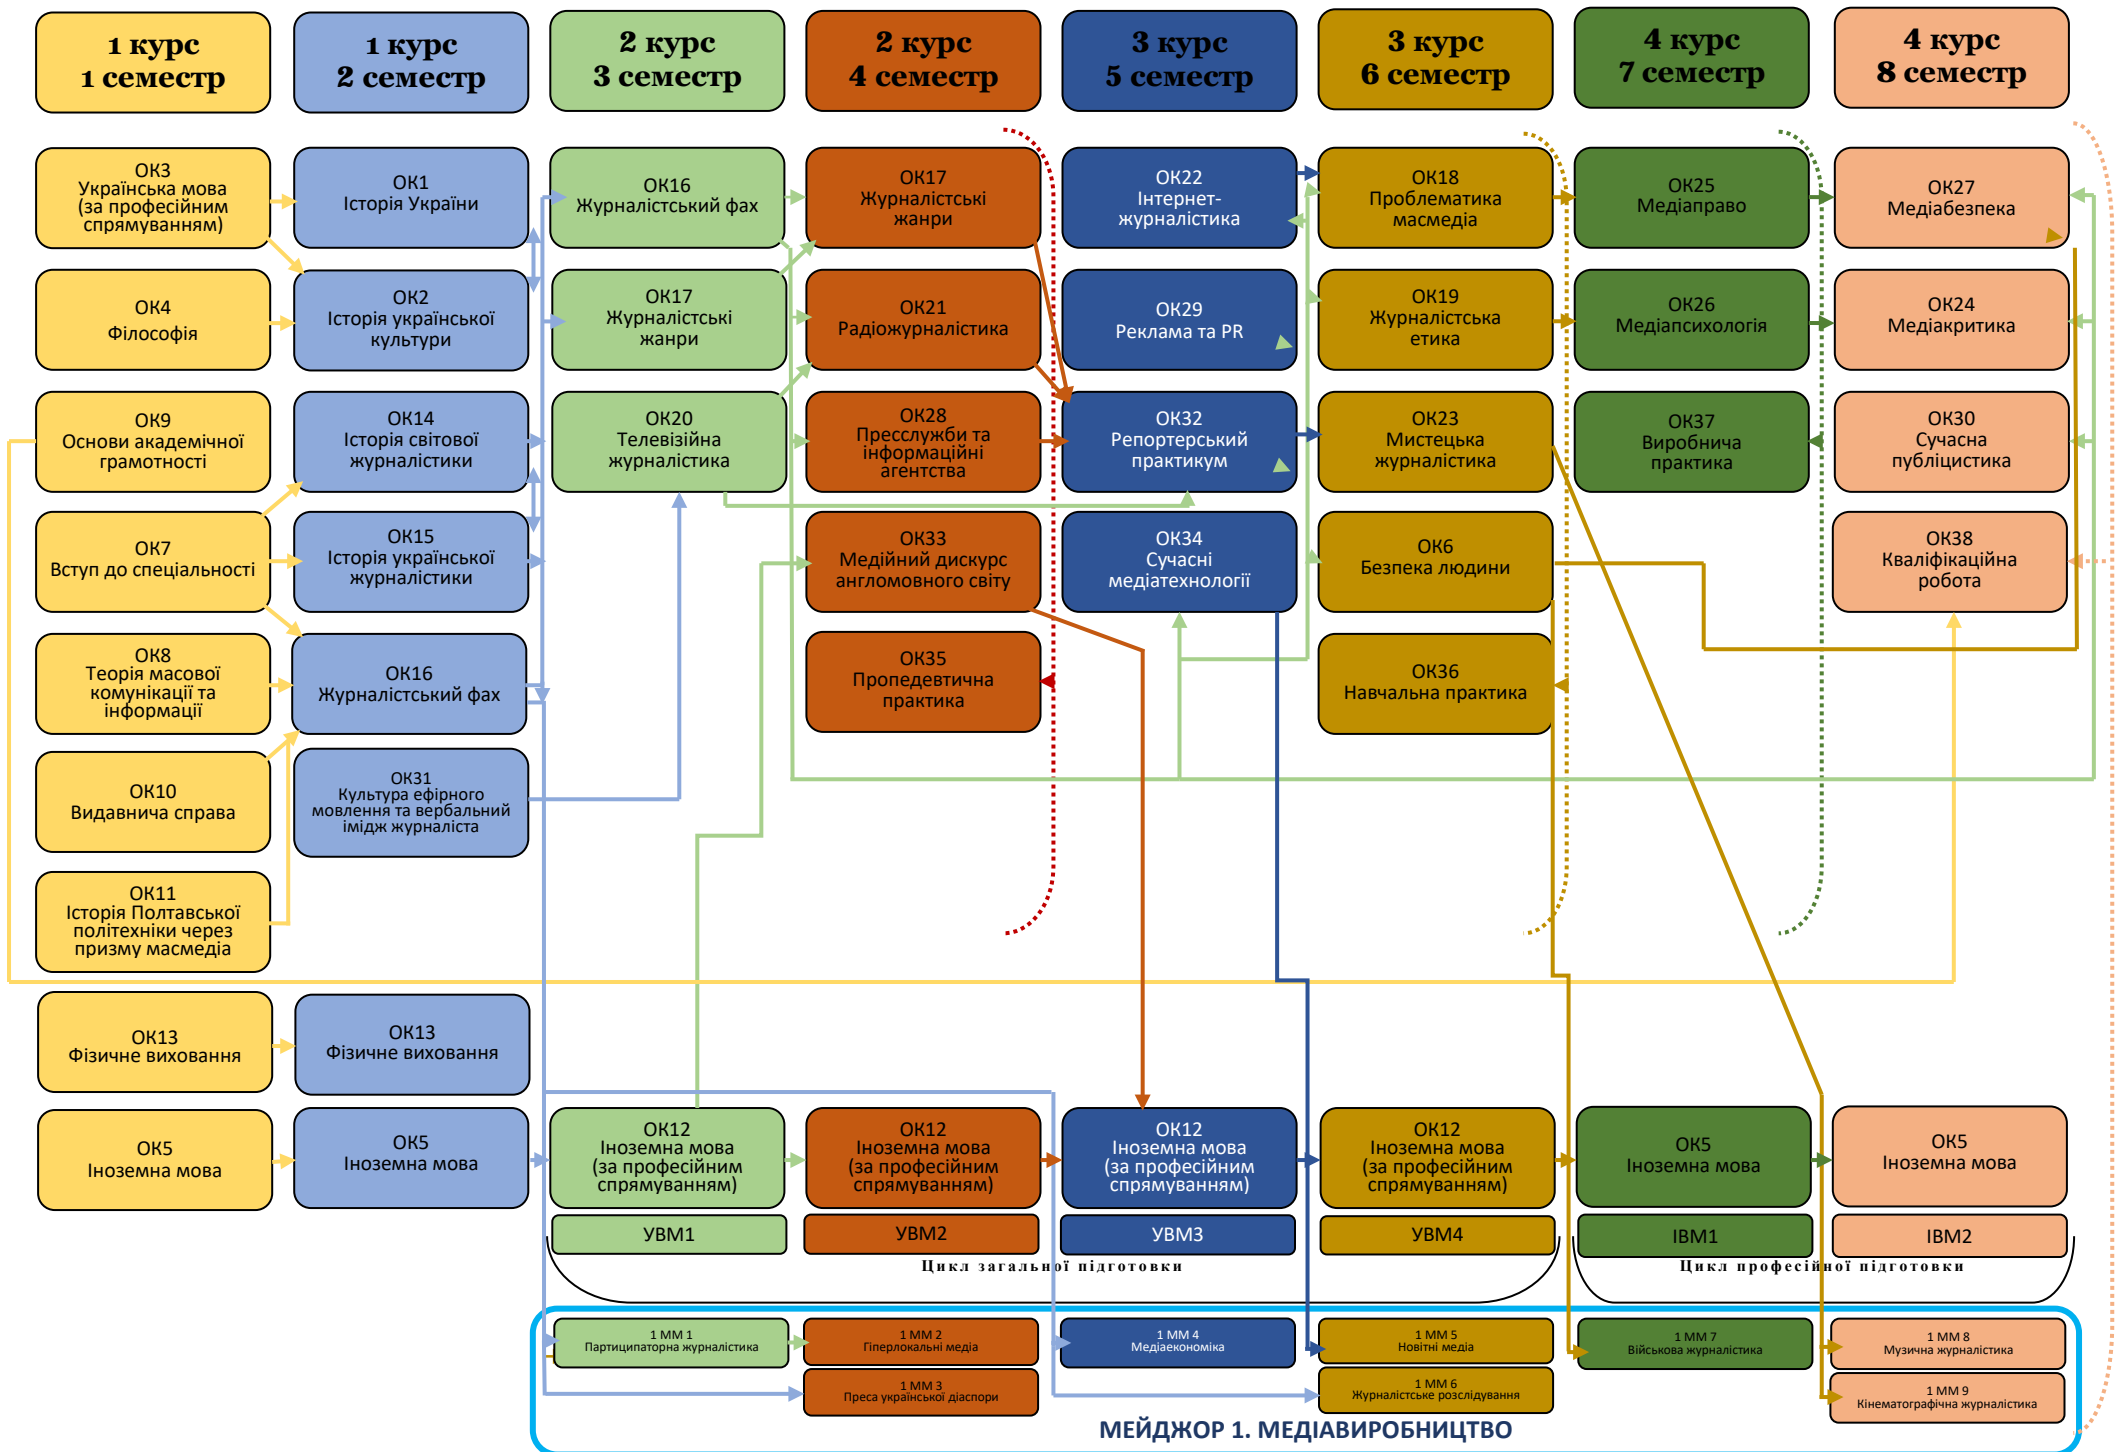 1 курс
1 семестр
1 курс
2 семестр
2 курс
3 семестр
2 курс
4 семестр
3 курс
5 семестр
3 курс
6 семестр
4 курс
7 семестр
4 курс
8 семестр
ОК3
Українська мова
(за професійним
спрямуванням)
ОК1
Історія України
ОК16
Журналістський фах
ОК17
Журналістські
жанри
ОК22
Інтернет-
журналістика
ОК18
Проблематика
масмедіа
ОК25
Медіаправо
ОК27
Медіабезпека
ОК4
Філософія
ОК2
Історія української
культури
ОК17
Журналістські
жанри
ОК21
Радіожурналістика
ОК29
Реклама та PR
ОК19
Журналістська
етика
ОК26
Медіапсихологія
ОК24
Медіакритика
ОК9
Основи академічної
грамотності
ОК14
Історія світової
журналістики
ОК20
Телевізійна
журналістика
ОК28
Пресслужби та
інформаційні
агентства
ОК32
Репортерський
практикум
ОК23
Мистецька
журналістика
ОК37
Виробнича
практика
ОК30
Сучасна
публіцистика
ОК7
Вступ до спеціальності
ОК15
Історія української
журналістики
ОК33
Медійний дискурс
англомовного світу
ОК34
Сучасні
медіатехнології
ОК6
Безпека людини
ОК38
Кваліфікаційна
робота
ОК8
Теорія масової
комунікації та
інформації
ОК16
Журналістський фах
ОК35
Пропедевтична
практика
ОК36
Навчальна практика
ОК10
Видавнича справа
ОК31
Культура ефірного
мовлення та вербальний
імідж журналіста
ОК11
Історія Полтавської
політехніки через
призму масмедіа
ОК13
Фізичне виховання
ОК13
Фізичне виховання
ОК5
Іноземна мова
ОК5
Іноземна мова
ОК12
Іноземна мова
(за професійним
спрямуванням)
ОК12
Іноземна мова
(за професійним
спрямуванням)
ОК12
Іноземна мова
(за професійним
спрямуванням)
ОК12
Іноземна мова
(за професійним
спрямуванням)
ОК5
Іноземна мова
ОК5
Іноземна мова
УВМ1
УВМ2
УВМ3
УВМ4
ІВМ1
ІВМ2
Цикл загальної підготовки
Цикл професійної підготовки
1 ММ 1
Партиципаторна журналістика
1 ММ 2
Гіперлокальні медіа
1 ММ 4
Медіаекономіка
1 ММ 5
Новітні медіа
1 ММ 7
Військова журналістика
1 ММ 8
Музична журналістика
1 ММ 3
Преса української діаспори
1 ММ 6
Журналістське розслідування
1 ММ 9
Кінематографічна журналістика
МЕЙДЖОР 1. МЕДІАВИРОБНИЦТВО